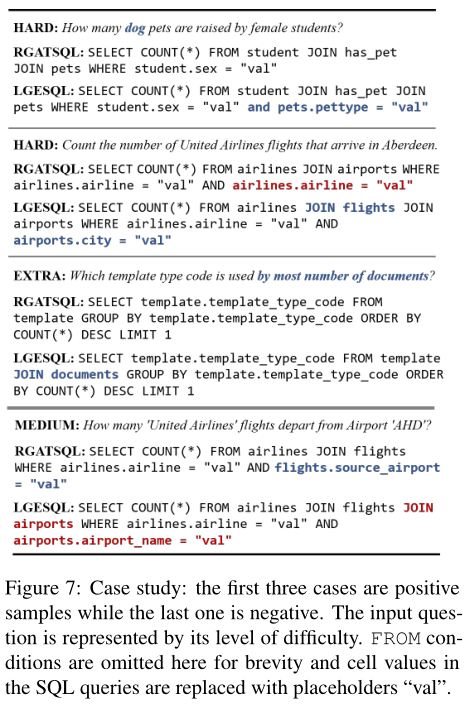 HARD: How many dog pets are raised by female students?
RGATSQL: SELECT COUNT(*) FROM student JOIN has_pet
JOIN pets WHERE student.sex = "val"
LGESQL: SELECT COUNT(*) FROM student JOIN has_pet JOIN
pets WHERE student.sex = "val" and pets.pettype = "val"
HARD: Count the number of United Airlines flights that arrive in Aberdeen.
RGATSQL: SELECT COUNT(*) FROM airlines JOIN airports WHERE
airlines.airline = "val" AND airlines.airline = "val"
LGESQL: SELECT COUNT(*) FROM airlines JOIN flights JOIN
airports WHERE airlines.airline = "val" AND
airports.city = "val"
EXTRA: Which template type code is used by most number of documents?
RGATSQL: SELECT template.template_type_code FROM
template GROUP BY template.template_type_code ORDER BY
COUNT(*) DESC LIMIT 1
LGESQL: SELECT template.template_type_code FROM template
JOIN documents GROUP BY template.template_type_code ORDER
BY COUNT(*) DESC LIMIT 1
MEDIUM: How many 'United Airlines' flights depart from Airport 'AHD'?
RGATSQL: SELECT COUNT(*) FROM airlines JOIN flights
WHERE airlines.airline = "val" AND flights.source_airport
= "val"
LGESQL: SELECT COUNT(*) FROM airlines JOIN flights JOIN
airports WHERE airlines.airline = "val" AND
airports.airport_name = "val"
Figure 7: Case study: the first three cases are positive
samples while the last one is negative. The input ques-
tion is represented by its level of difficulty. FROM con-
ditions are omitted here for brevity and cell values in
the SQL queries are replaced with placeholders “val”.